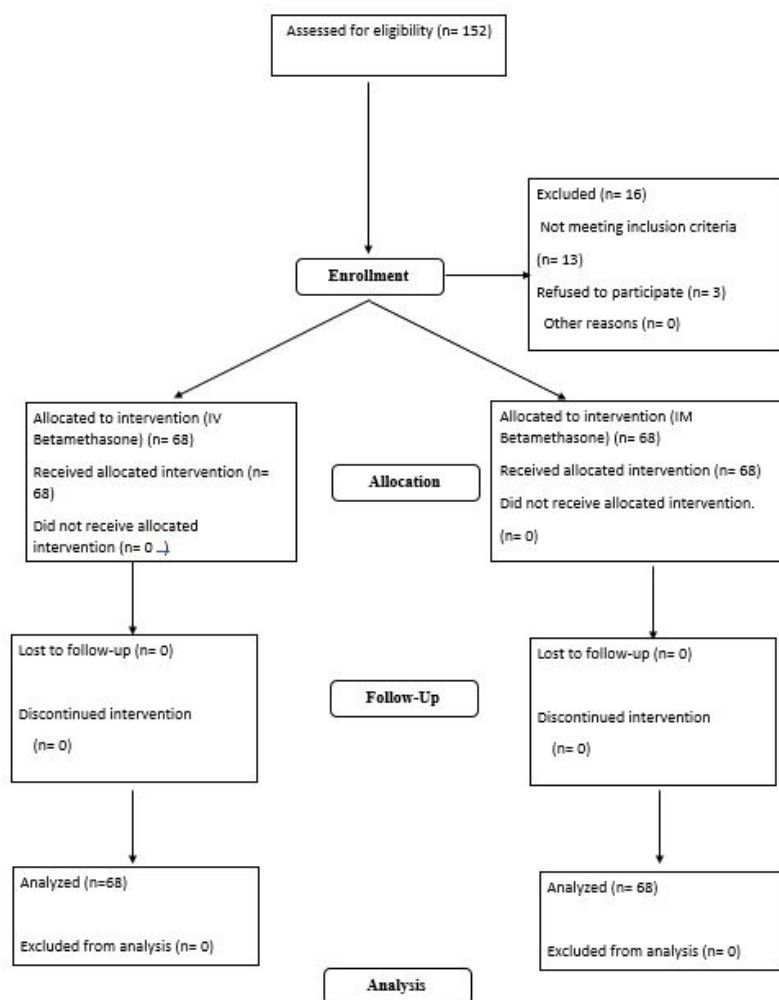 Assessed for eligibility (n= 152)
Excluded (n= 16)
Not meeting inclusion criteria
(n= 13)
Refused to participate (n= 3)
Other reasons (n= 0)
Enrollment
Allocated to intervention (IV
Betamethasone) (n= 68)
Received allocated intervention (n=
68)
Did not receive allocated
intervention (n= 0 )
Allocation
Allocated to intervention (IM
Betamethasone) (n= 68)
Received allocated intervention (n= 68)
Did not receive allocated intervention.
(n= 0)
Lost to follow-up (n= 0)
Discontinued intervention
(n= 0)
Follow-Up
Lost to follow-up (n= 0)
Discontinued intervention
(n= 0)
Analyzed (n=68)
Excluded from analysis (n= 0)
Analyzed (n= 68)
Excluded from analysis (n= 0)
Analysis